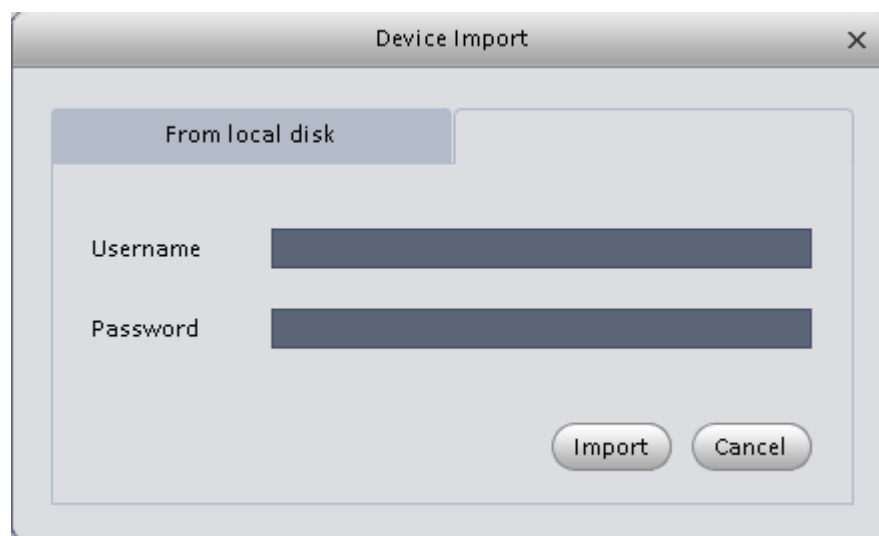 Device Import
From local disk
Username
Password
Import Cancel